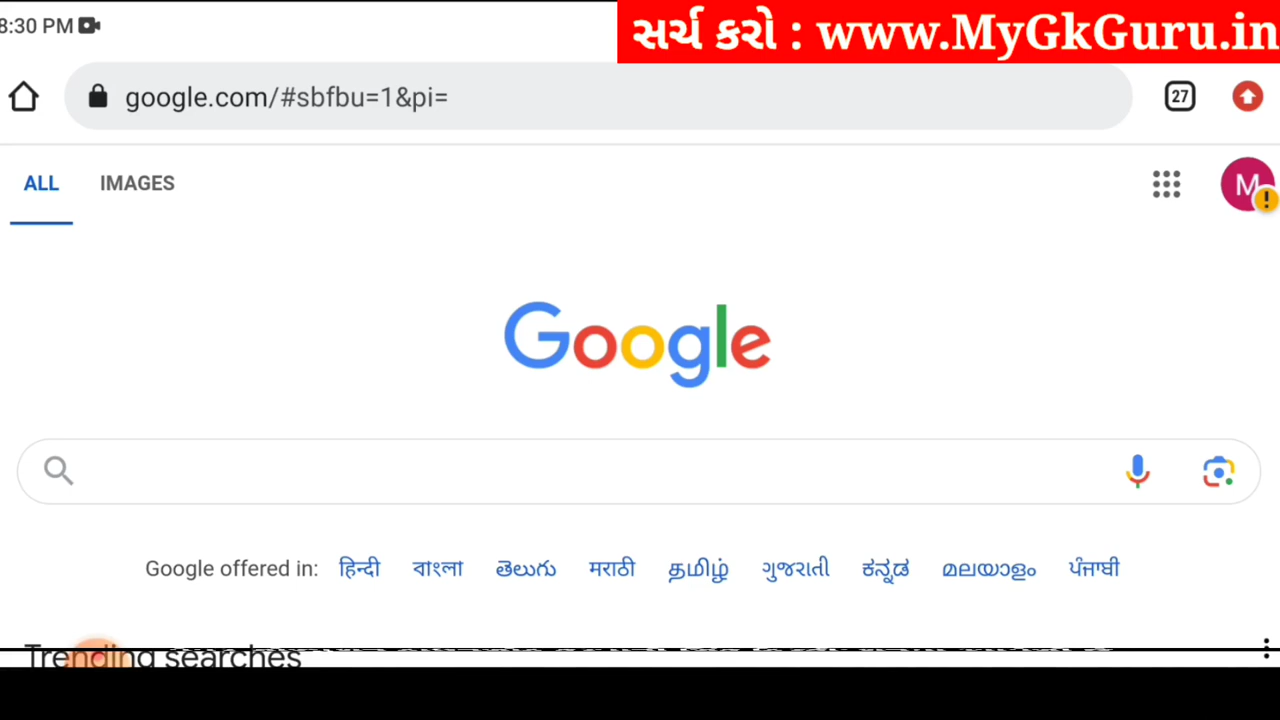 8:30 PM
સર્ચ કરો : www.MyGkGuru.in
google.com/#sbfbu=1&pi=
27
ALL IMAGES
M
Google
Google offered in: हिन्दी বাংলা తెలుగు मराठी தமிழ் ગુજરાતી ಕನ್ನಡ മലയാളം ਪੰਜਾਬੀ
Trending searches